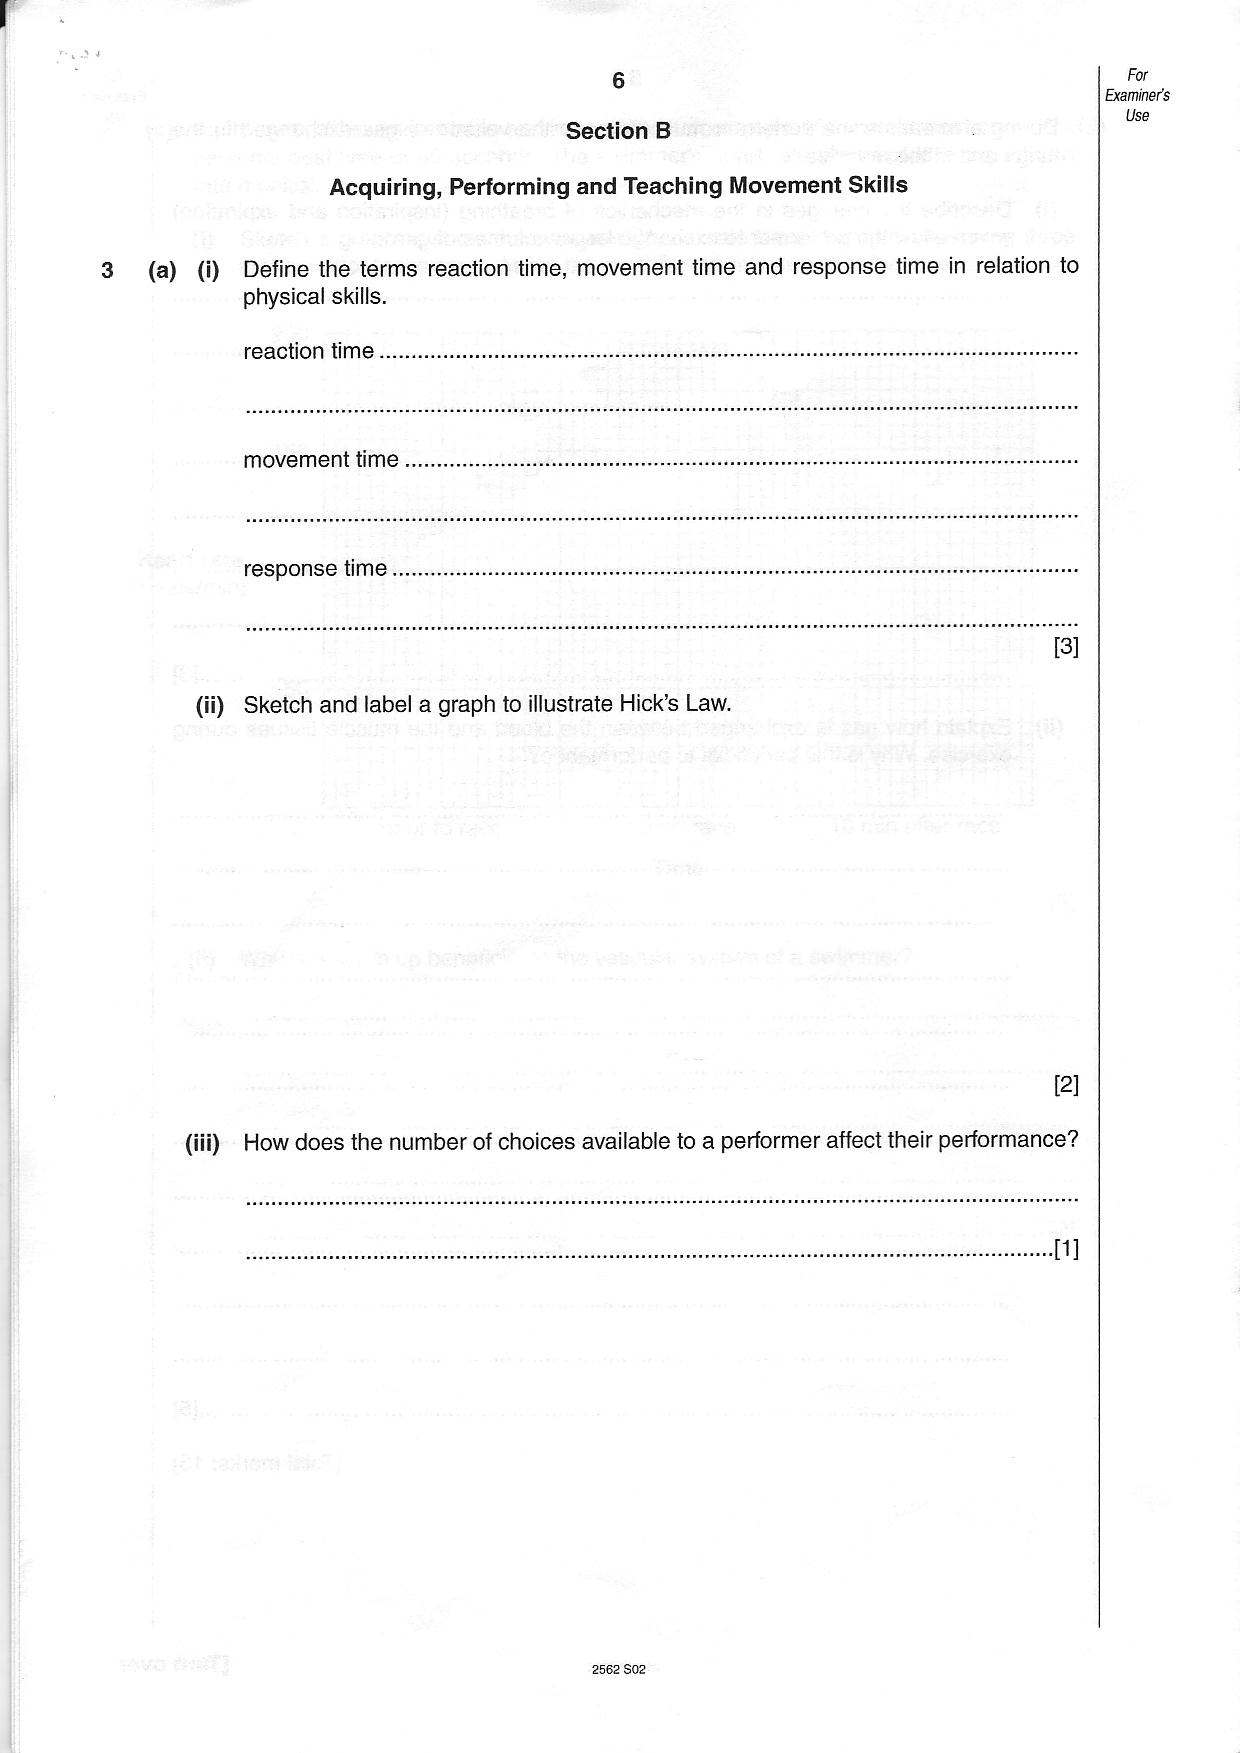 6
For
Examiner's
Use
Section B
Acquiring, Performing and Teaching Movement Skills
3 (a) (i) Define the terms reaction time, movement time and response time in relation to
physical skills.
reaction time
movement time
response time
[3]
(ii) Sketch and label a graph to illustrate Hick's Law.
[2]
(iii) How does the number of choices available to a performer affect their performance?
[1]
2562 S02